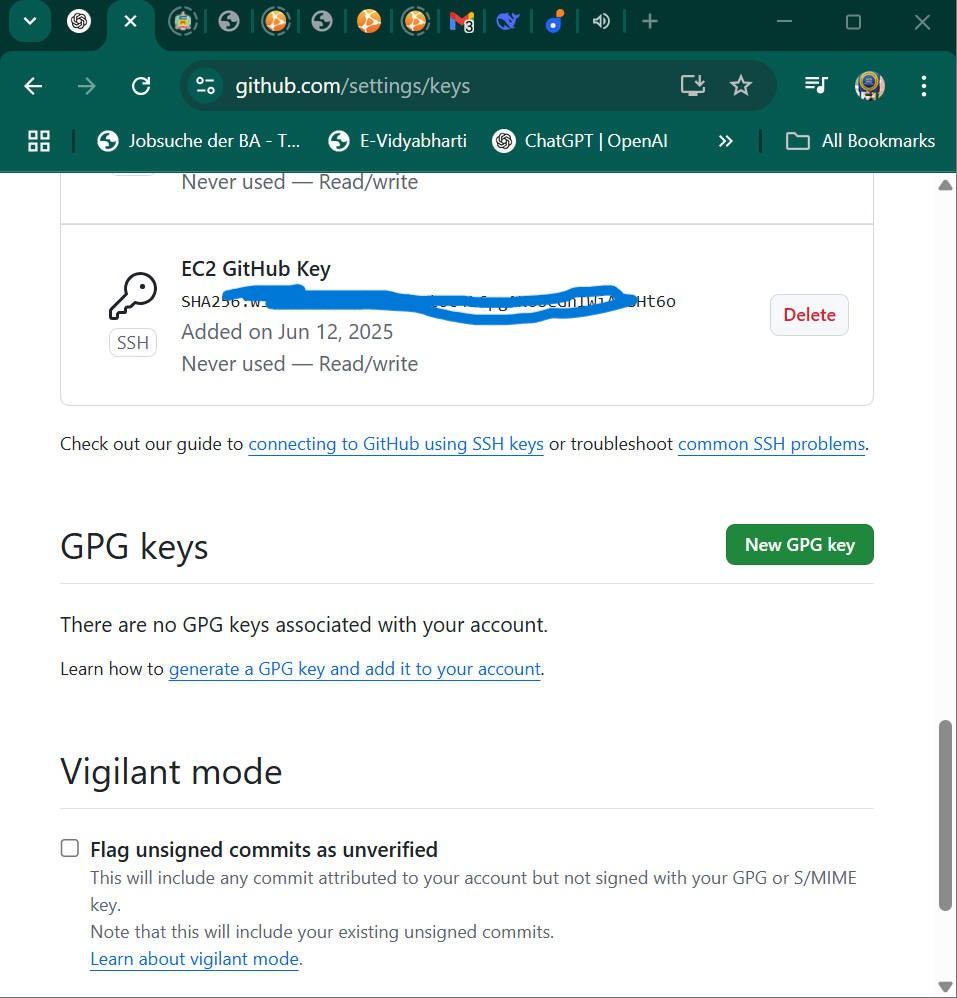 3
github.com/settings/keys
Jobsuche der BA - T...
E-Vidyabharti
ChatGPT | OpenAI
»
All Bookmarks
Never used — Read/write
EC2 GitHub Key
SHA256:
Ht6o
Added on Jun 12, 2025
SSH
Never used — Read/write
Delete
Check out our guide to connecting to GitHub using SSH keys or troubleshoot common SSH problems.
GPG keys
New GPG key
There are no GPG keys associated with your account.
Learn how to generate a GPG key and add it to your account.
Vigilant mode
Flag unsigned commits as unverified
This will include any commit attributed to your account but not signed with your GPG or S/MIME
key.
Note that this will include your existing unsigned commits.
Learn about vigilant mode.